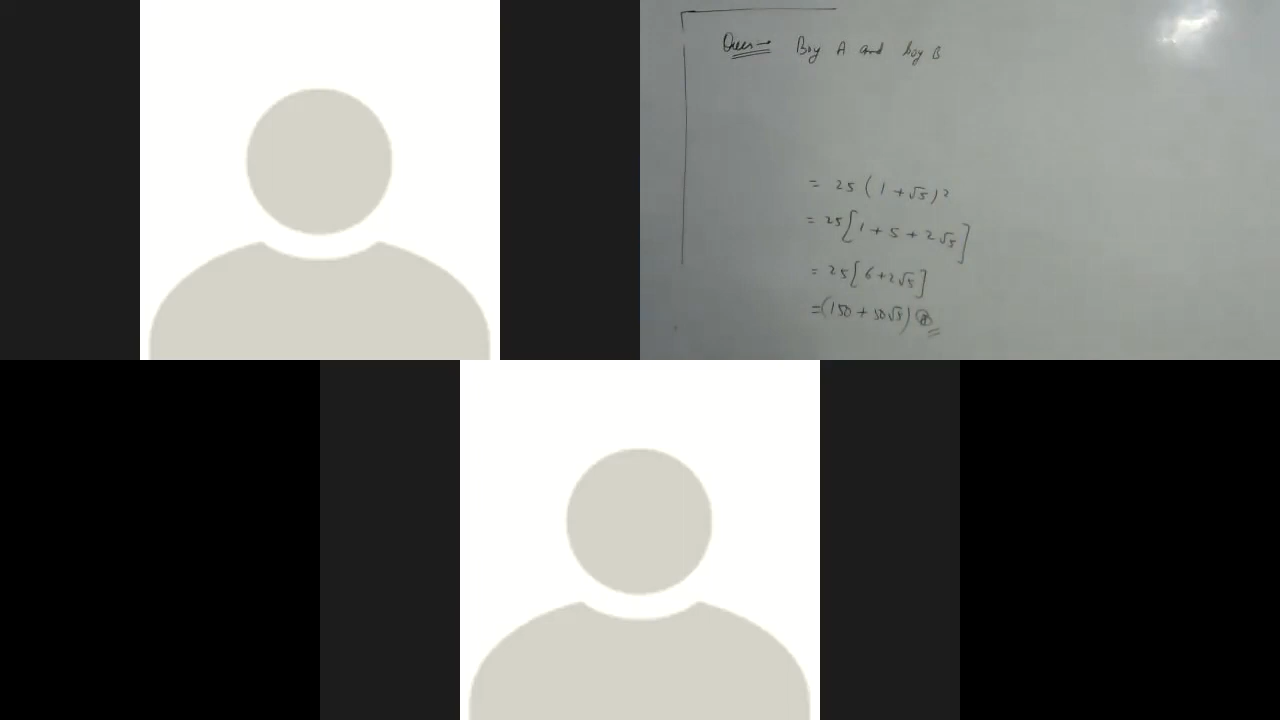 Ques→ Boy A and boy B
= 25 (1 + √5)²
= 25[1 + 5 + 2√5]
= 25[6 + 2√5]
= (150 + 50√5)